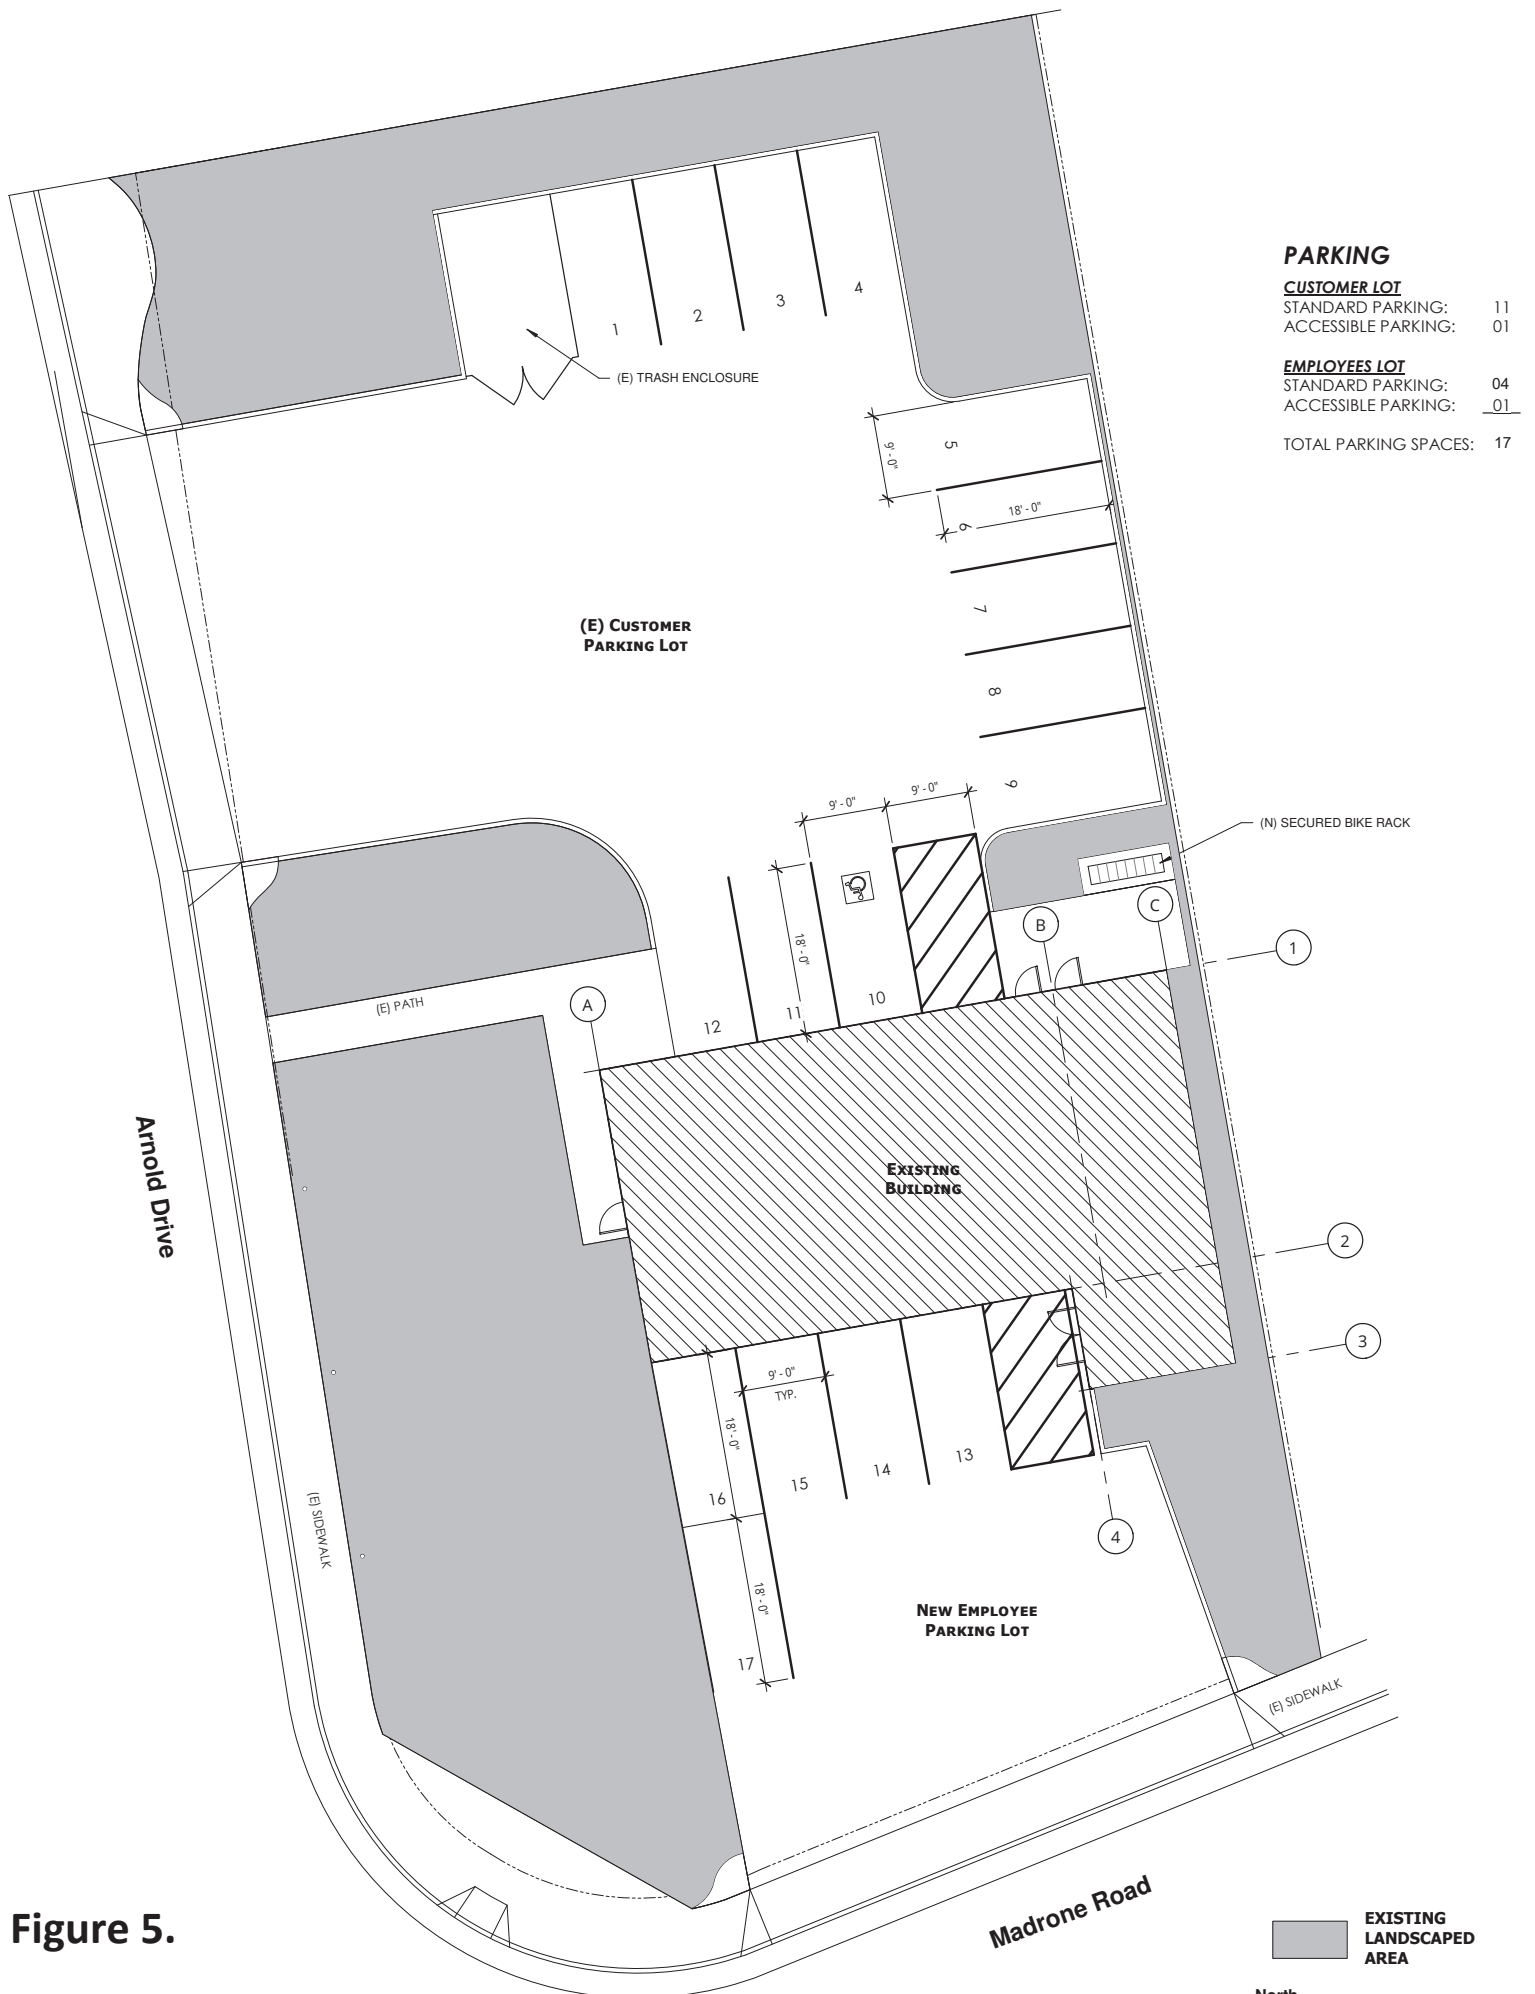 PARKING
CUSTOMER LOT
STANDARD PARKING: 11
ACCESSIBLE PARKING: 01
EMPLOYEES LOT
STANDARD PARKING: 04
ACCESSIBLE PARKING: 01
TOTAL PARKING SPACES: 17
1
2
3
4
(E) TRASH ENCLOSURE
5
9' - 0"
6
18' - 0"
7
8
9
(E) CUSTOMER
PARKING LOT
9' - 0"
9' - 0"
(N) SECURED BIKE RACK
18' - 0"
10
11
12
A
B
C
1
(E) PATH
Arnold Drive
EXISTING
BUILDING
2
3
9' - 0"
TYP.
18' - 0"
13
14
15
16
4
(E) SIDEWALK
18' - 0"
17
NEW EMPLOYEE
PARKING LOT
(E) SIDEWALK
Madrone Road
Figure 5.
EXISTING
LANDSCAPED
AREA
North